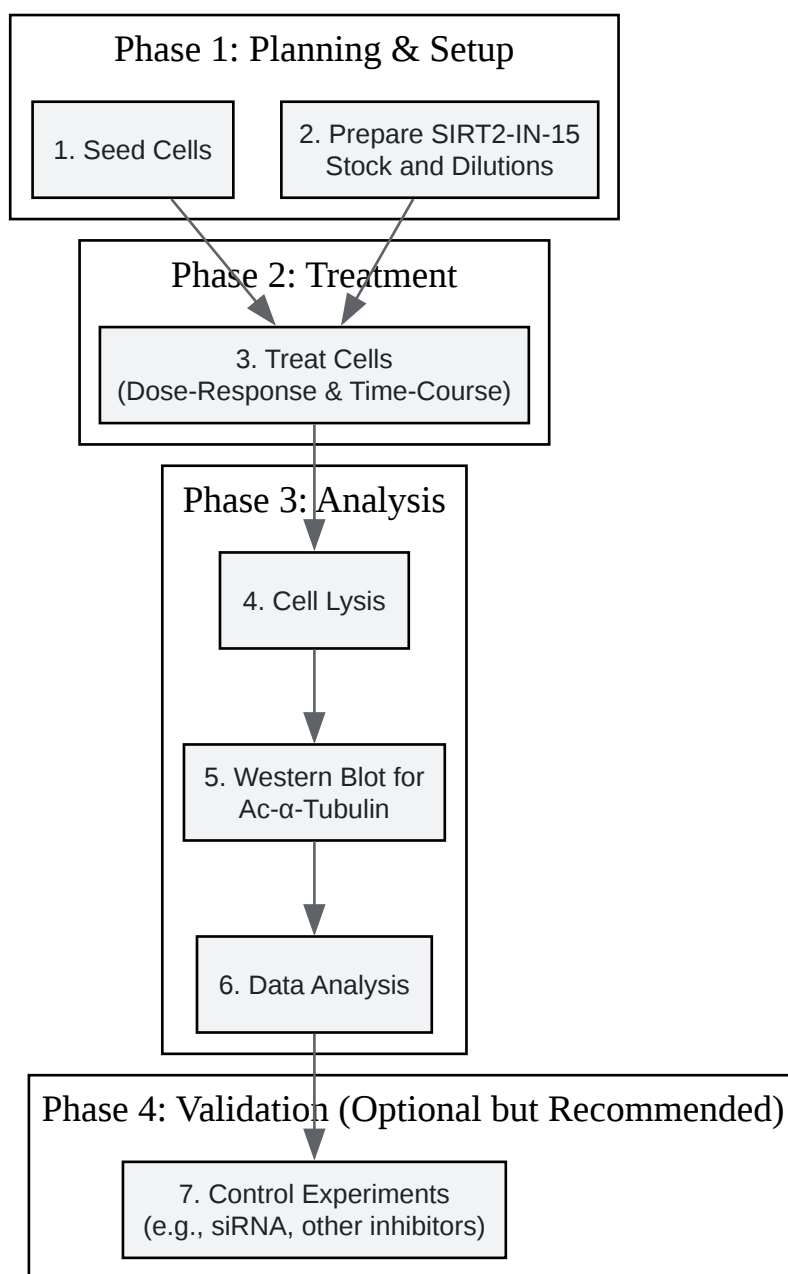 Phase 1: Planning & Setup
1. Seed Cells
2. Prepare SIRT2-IN-15
Stock and Dilutions
Phase 2: Treatment
3. Treat Cells
(Dose-Response & Time-Course)
Phase 3: Analysis
4. Cell Lysis
5. Western Blot for
Ac-α-Tubulin
6. Data Analysis
Phase 4: Validation (Optional but Recommended)
7. Control Experiments
(e.g., siRNA, other inhibitors)